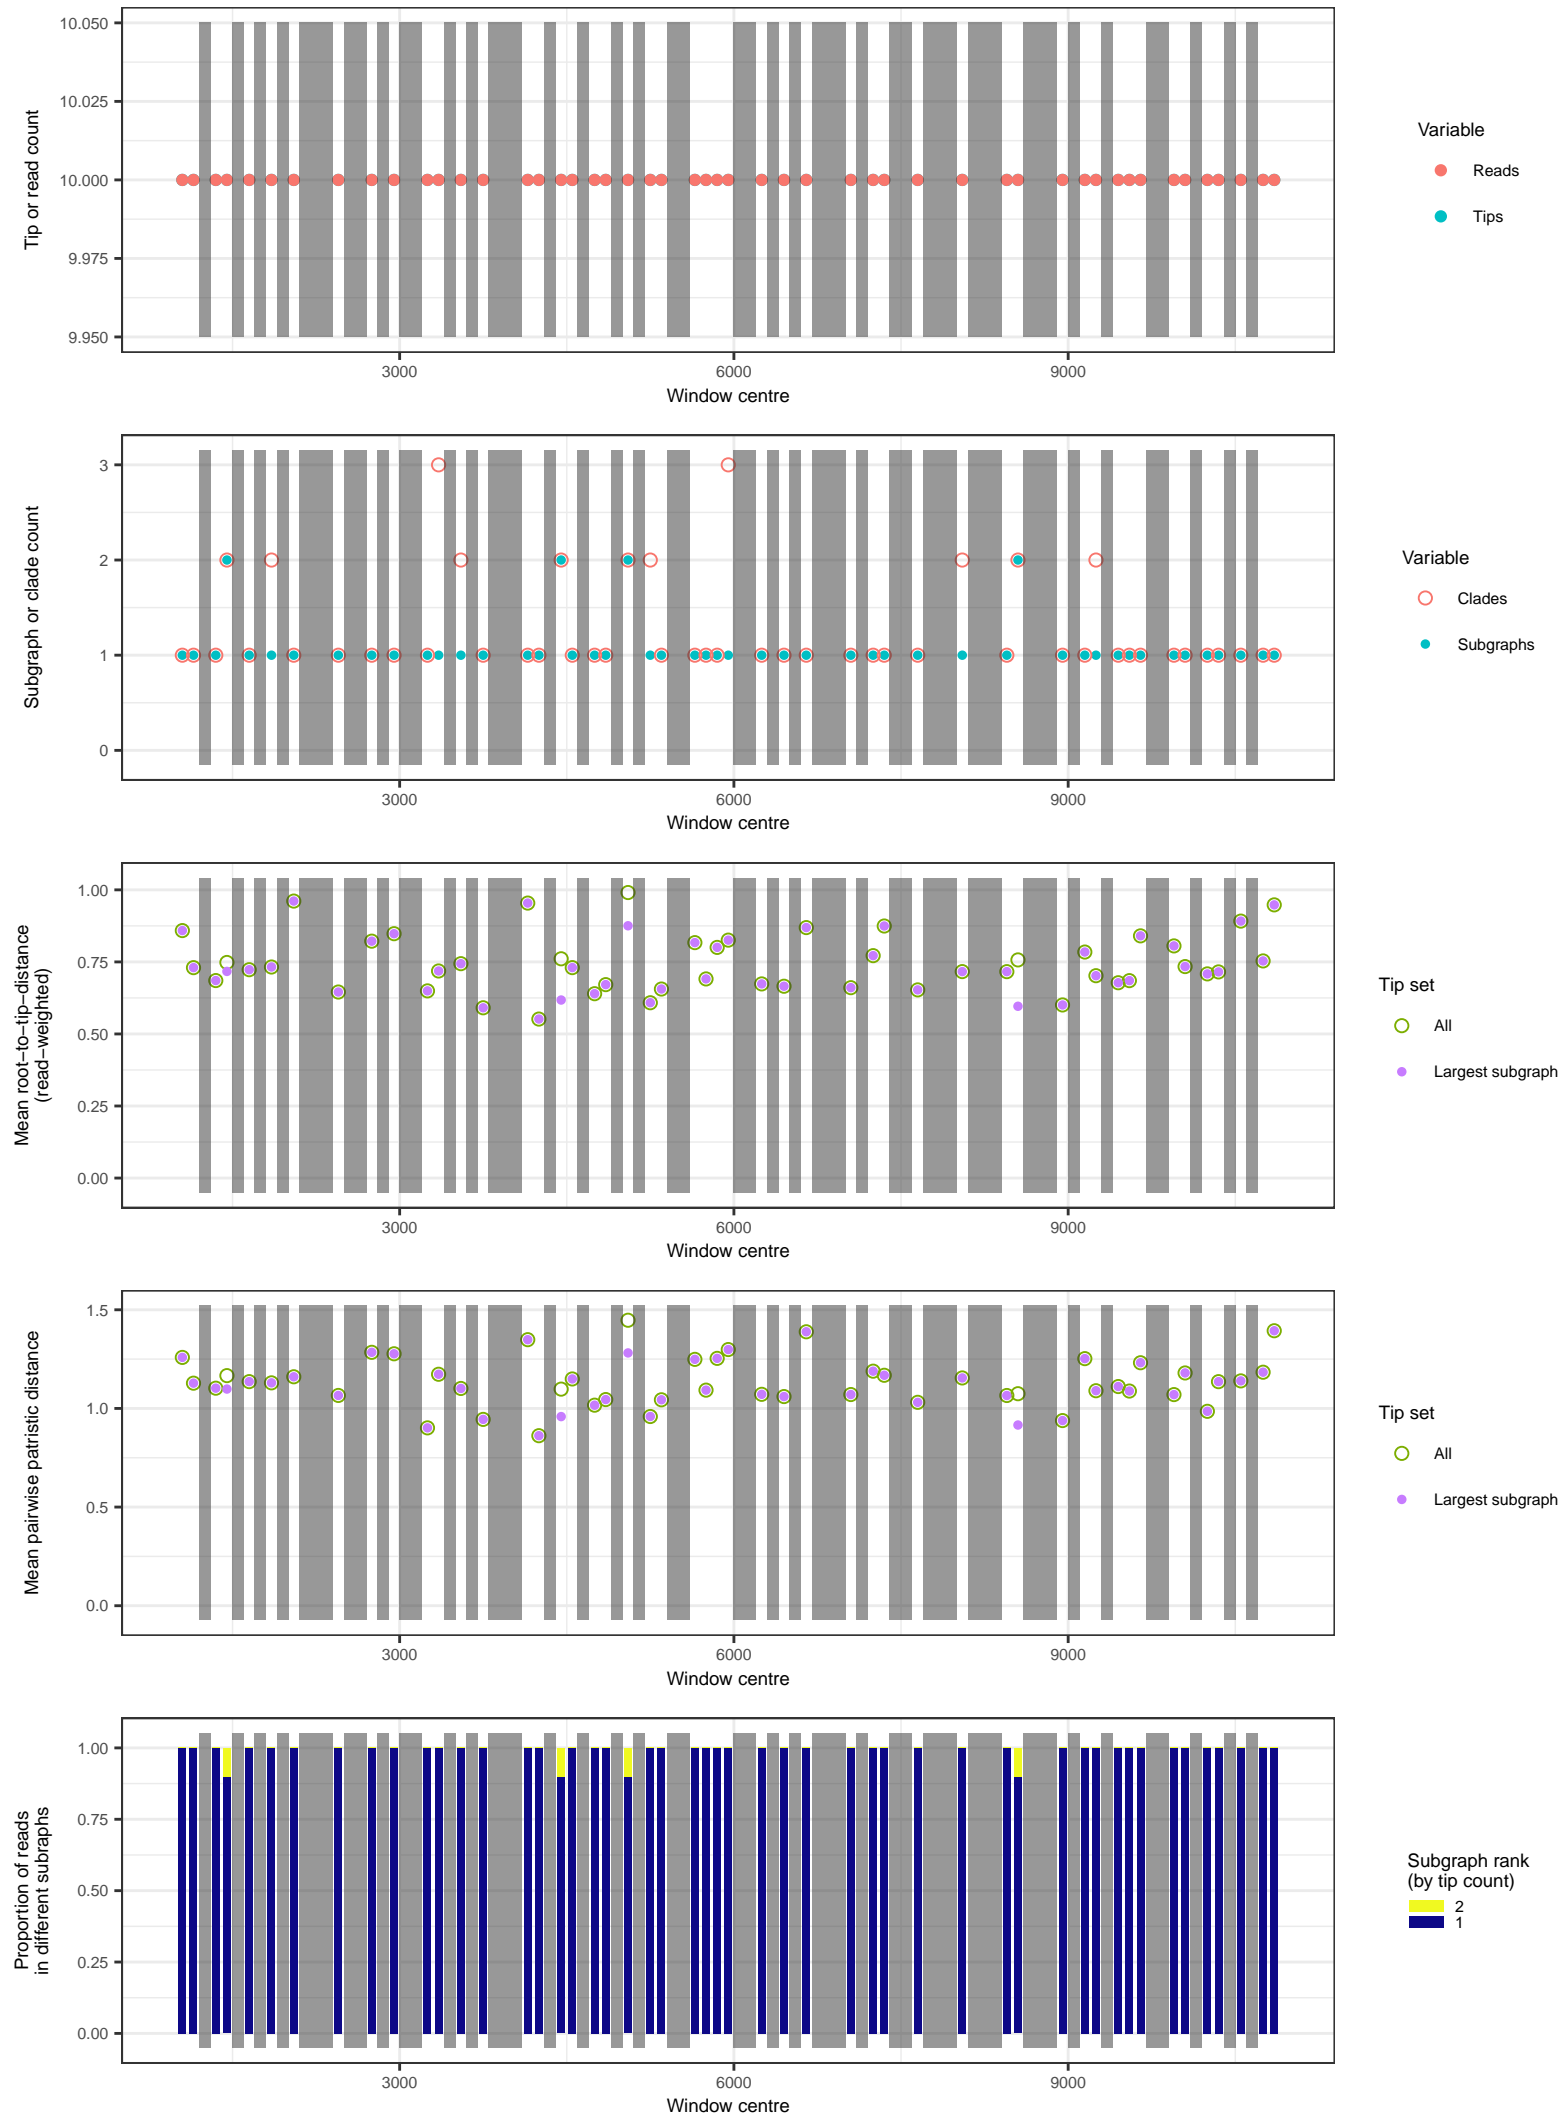 10.050
10.025
10.000
9.975
9.950
Tip or read count
3000
6000
9000
Window centre
Variable
Reads
Tips
3
2
1
0
Subgraph or clade count
3000
6000
9000
Window centre
Variable
Clades
Subgraphs
1.00
0.75
0.50
0.25
0.00
Mean root−to−tip−distance
(read−weighted)
3000
6000
9000
Window centre
Tip set
All
Largest subgraph
1.5
1.0
0.5
0.0
Mean pairwise patristic distance
3000
6000
9000
Window centre
Tip set
All
Largest subgraph
1.00
0.75
0.50
0.25
0.00
Proportion of reads
in different subraphs
3000
6000
9000
Window centre
Subgraph rank
(by tip count)
2
1